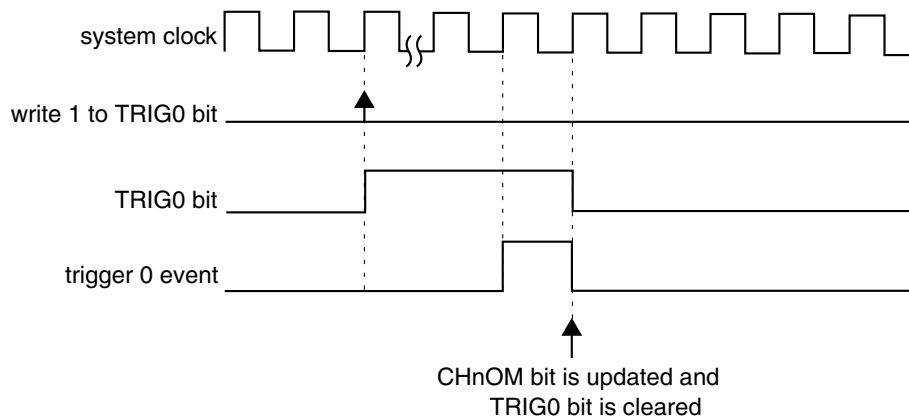 system clock
write 1 to TRIG0 bit
TRIG0 bit
trigger 0 event
CHnOM bit is updated and
TRIG0 bit is cleared